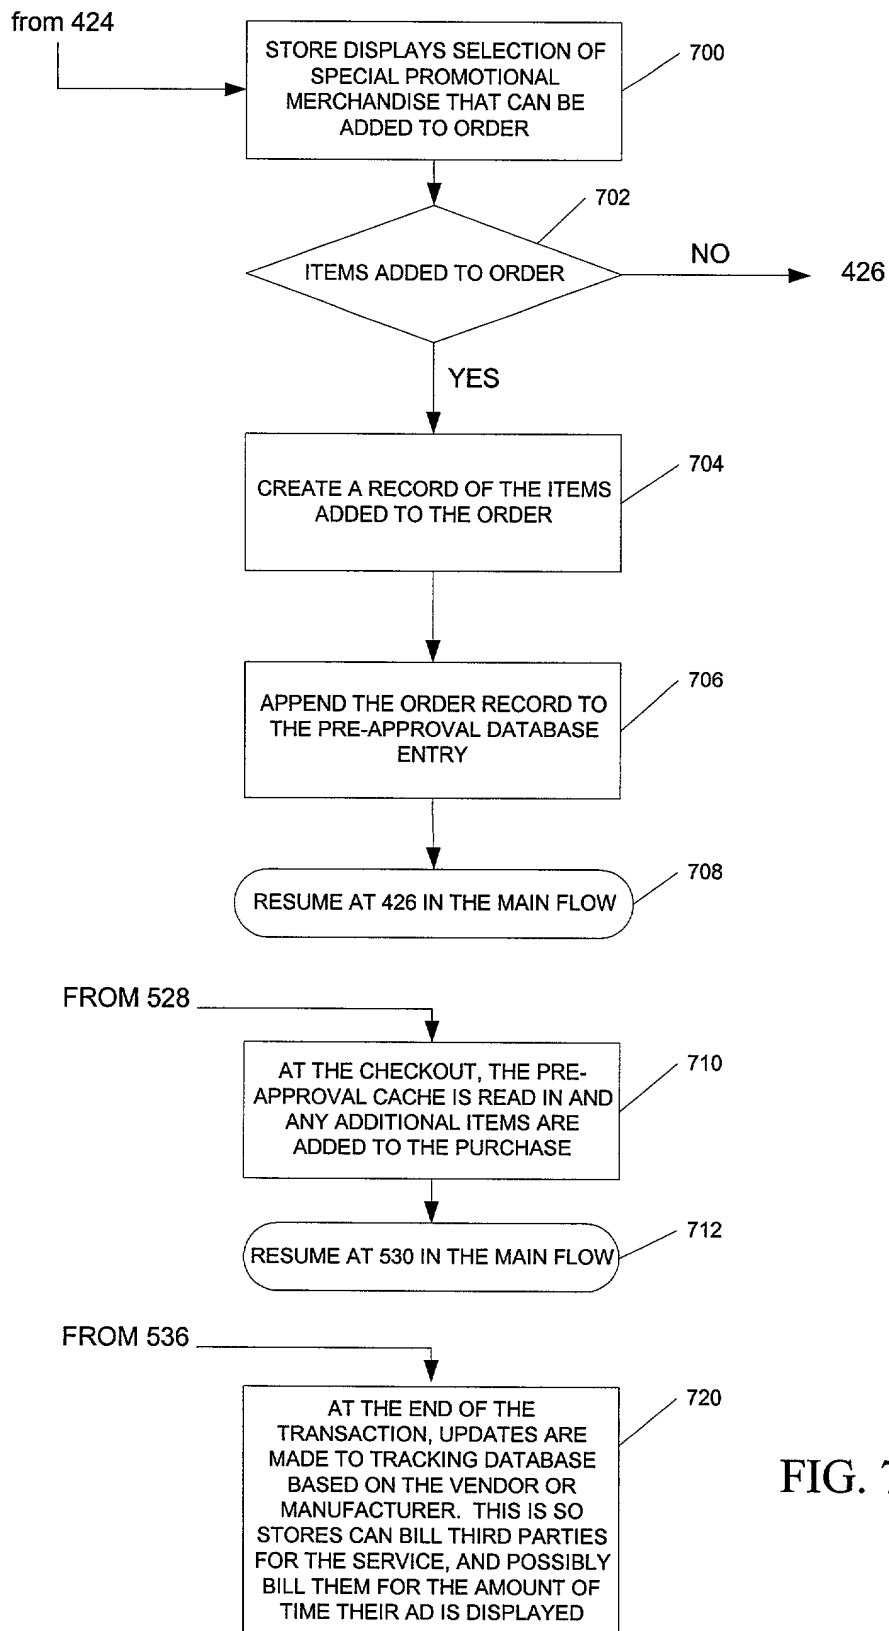 from 424
STORE DISPLAYS SELECTION OF
SPECIAL PROMOTIONAL
MERCHANDISE THAT CAN BE
ADDED TO ORDER
700
702
ITEMS ADDED TO ORDER
NO
426
YES
CREATE A RECORD OF THE ITEMS
ADDED TO THE ORDER
704
APPEND THE ORDER RECORD TO
THE PRE-APPROVAL DATABASE
ENTRY
706
RESUME AT 426 IN THE MAIN FLOW
708
FROM 528
AT THE CHECKOUT, THE PRE-
APPROVAL CACHE IS READ IN AND
ANY ADDITIONAL ITEMS ARE
ADDED TO THE PURCHASE
710
RESUME AT 530 IN THE MAIN FLOW
712
FROM 536
AT THE END OF THE
TRANSACTION, UPDATES ARE
MADE TO TRACKING DATABASE
BASED ON THE VENDOR OR
MANUFACTURER. THIS IS SO
STORES CAN BILL THIRD PARTIES
FOR THE SERVICE, AND POSSIBLY
BILL THEM FOR THE AMOUNT OF
TIME THEIR AD IS DISPLAYED
720
FIG. 7